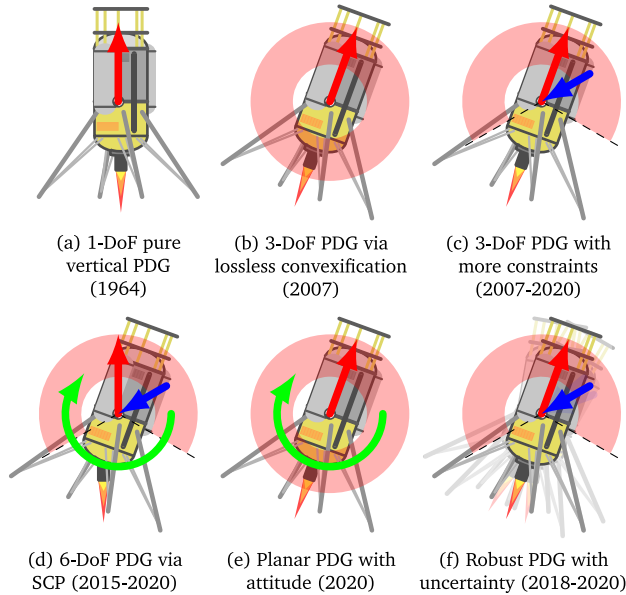 (a) 1-DoF pure
vertical PDG
(1964)
(b) 3-DoF PDG via
lossless convexification
(2007)
(c) 3-DoF PDG with
more constraints
(2007-2020)
(d) 6-DoF PDG via
SCP (2015-2020)
(e) Planar PDG with
attitude (2020)
(f) Robust PDG with
uncertainty (2018-2020)